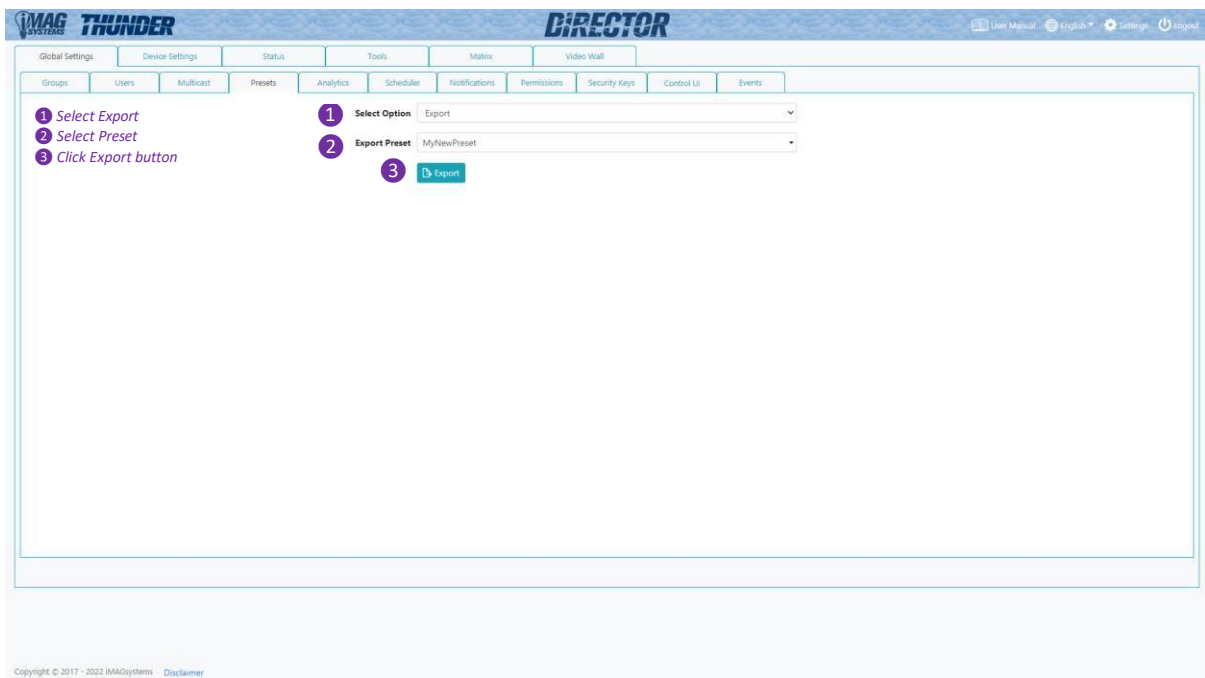 iMAG SYSTEMS THUNDER DiRECTOR User Manual English Settings Logout
Global Settings Device Settings Status Tools Matrix Video Wall
Groups Users Multicast Presets Analytics Scheduler Notifications Permissions Security Keys Control UI Events
1 Select Export
2 Select Preset
3 Click Export button
1 Select Option Export
2 Export Preset MyNewPreset
3 Export
Copyright © 2017 - 2022 iMAGsystems Disclaimer